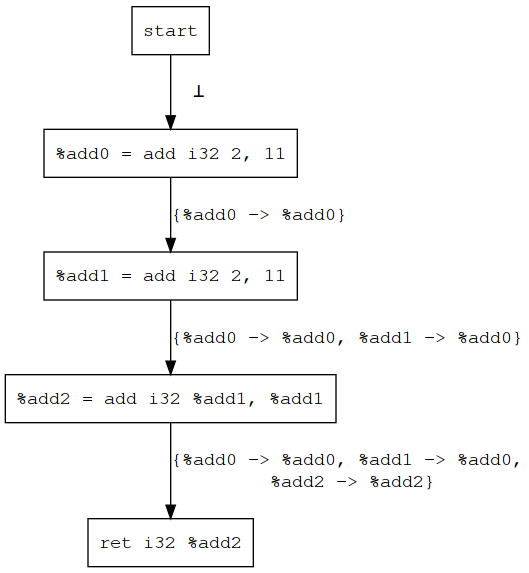 start
⊥
%add0 = add i32 2, 11
{%add0 -> %add0}
%add1 = add i32 2, 11
{%add0 -> %add0, %add1 -> %add0}
%add2 = add i32 %add1, %add1
{%add0 -> %add0, %add1 -> %add0,
%add2 -> %add2}
ret i32 %add2